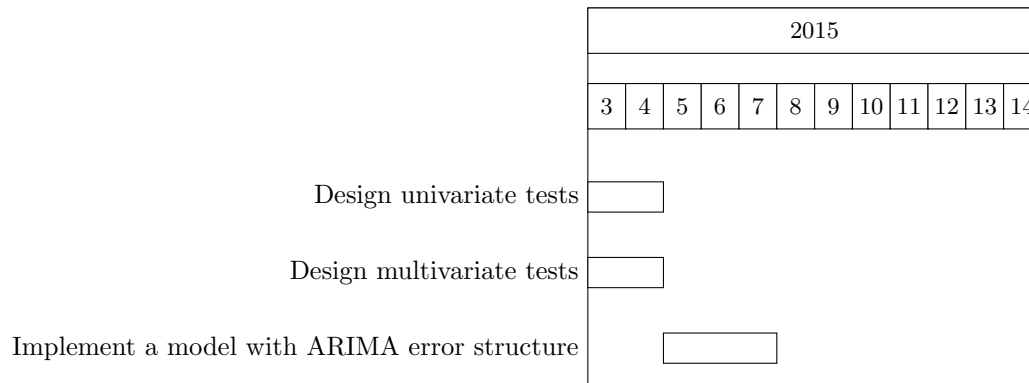 2015
3 4 5 6 7 8 9 10 11 12 13 14
Design univariate tests
Design multivariate tests
Implement a model with ARIMA error structure